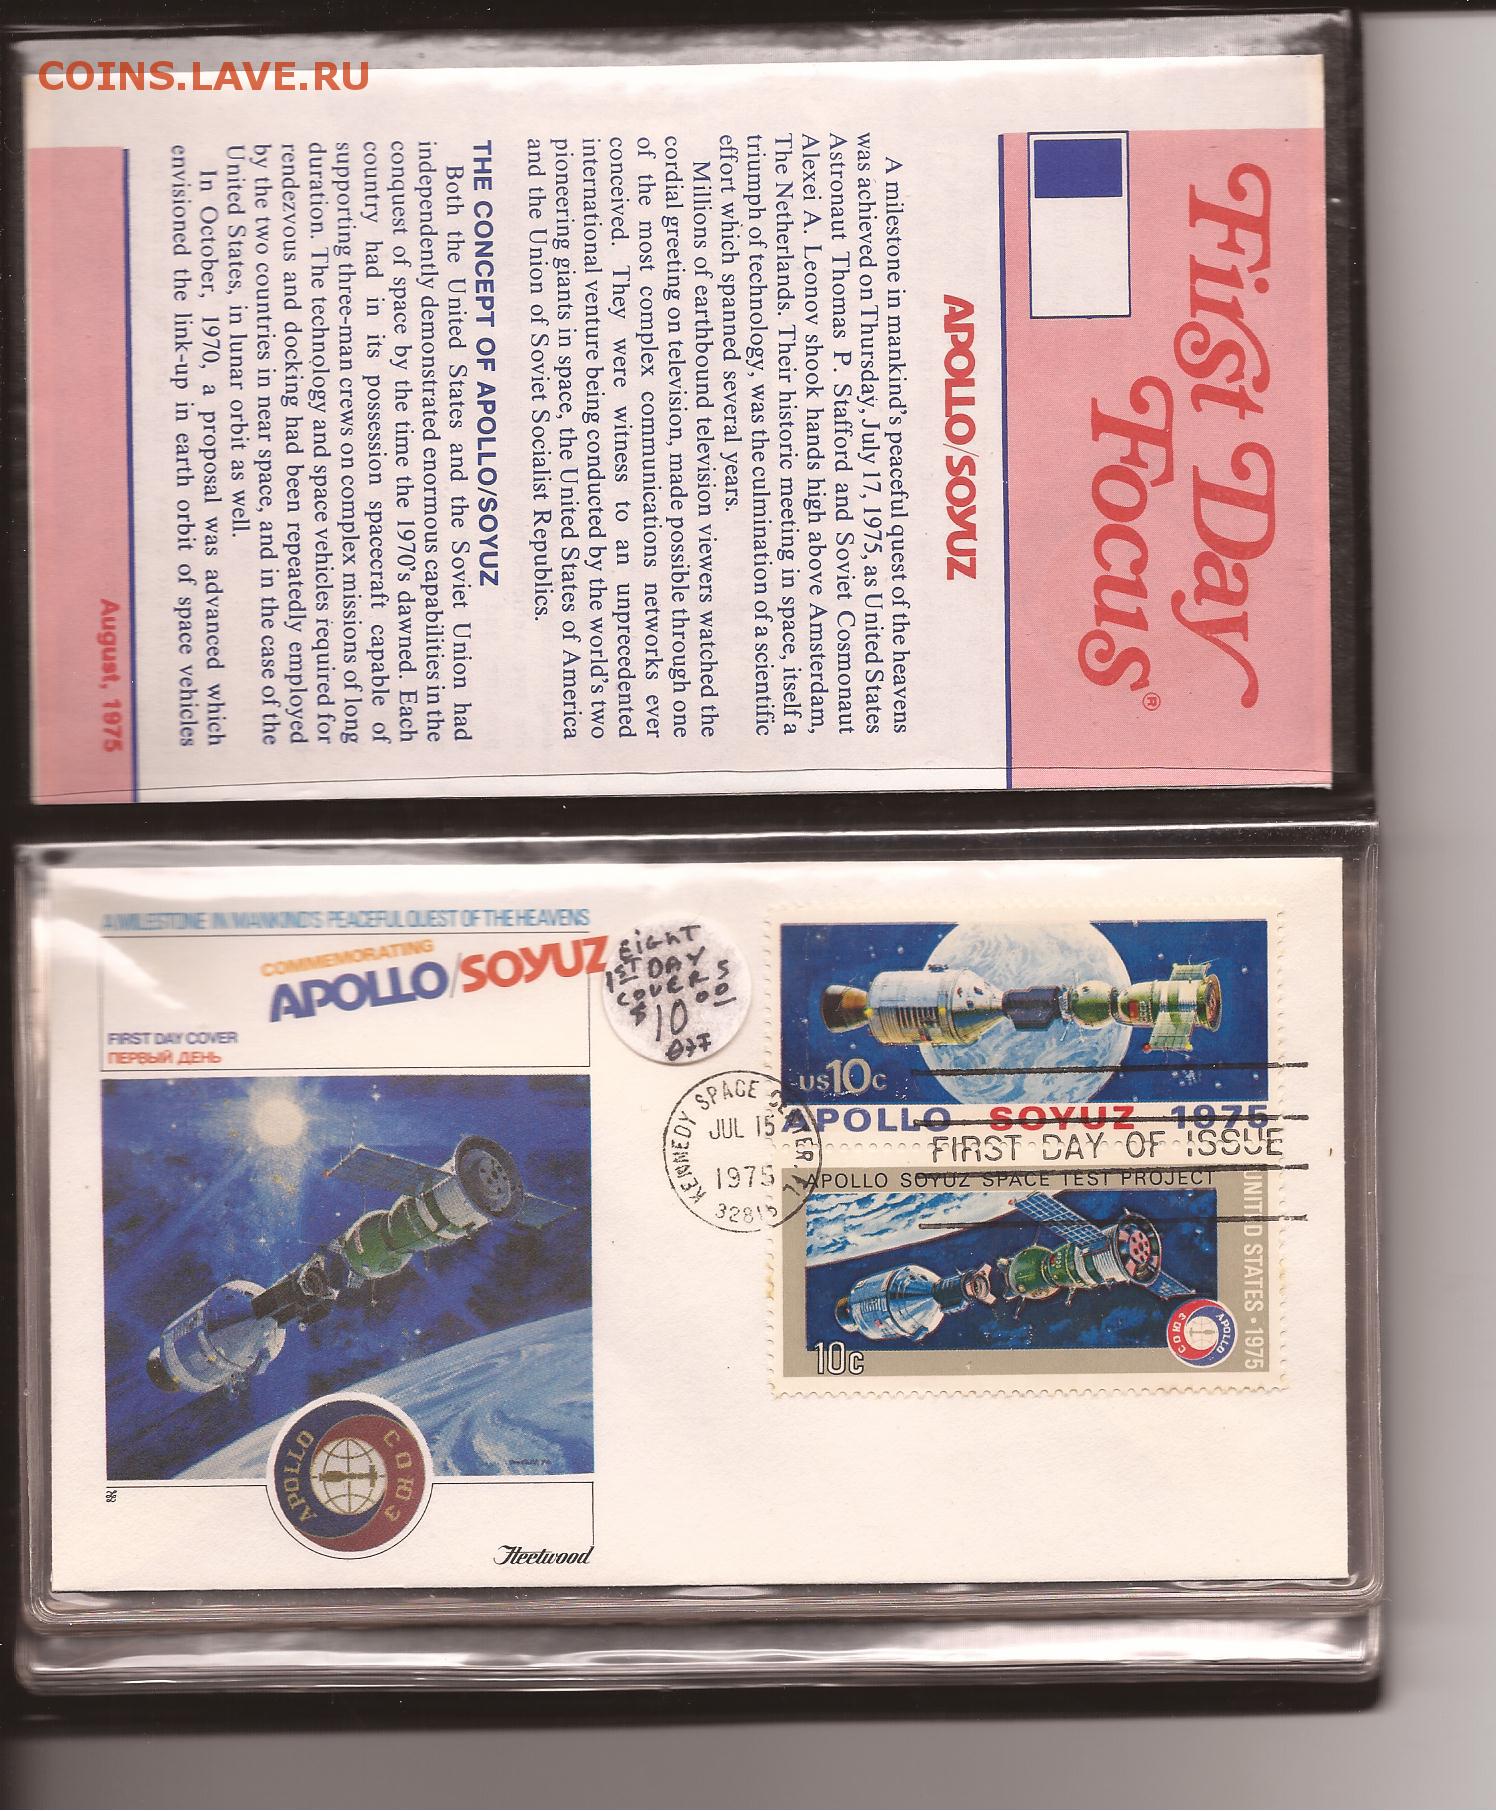 COINS.LAVE.RU
First Day
Focus®
APOLLO/SOYUZ
A milestone in mankind's peaceful quest of the heavens
was achieved on Thursday, July 17, 1975, as United States
Astronaut Thomas P. Stafford and Soviet Cosmonaut
Alexei A. Leonov shook hands high above Amsterdam,
The Netherlands. Their historic meeting in space, itself a
triumph of technology, was the culmination of a scientific
effort which spanned several years.
Millions of earthbound television viewers watched the
cordial greeting on television, made possible through one
of the most complex communications networks ever
conceived. They were witness to an unprecedented
international venture being conducted by the world's two
pioneering giants in space, the United States of America
and the Union of Soviet Socialist Republics.
THE CONCEPT OF APOLLO/SOYUZ
Both the United States and the Soviet Union had
independently demonstrated enormous capabilities in the
conquest of space by the time the 1970's dawned. Each
country had in its possession spacecraft capable of
supporting three-man crews on complex missions of long
duration. The technology and space vehicles required for
rendezvous and docking had been repeatedly employed
by the two countries in near space, and in the case of the
United States, in lunar orbit as well.
In October, 1970, a proposal was advanced which
envisioned the link-up in earth orbit of space vehicles
August, 1975
A MILESTONE IN MANKIND'S PEACEFUL QUEST OF THE HEAVENS
COMMEMORATING
APOLLO/SOYUZ
FIRST DAY COVER
ПЕРВЫЙ ДЕНЬ
EIGHT
1ST DAY
COVERS
$10 00
APOLLO
СОЮЗ
Fleetwood
KENNEDY SPACE CENTER, FL
JUL 15
1975
32815
US 10c
APOLLO SOYUZ 1975
FIRST DAY OF ISSUE
APOLLO SOYUZ SPACE TEST PROJECT
UNITED STATES • 1975
10c
APOLLO
СОЮЗ